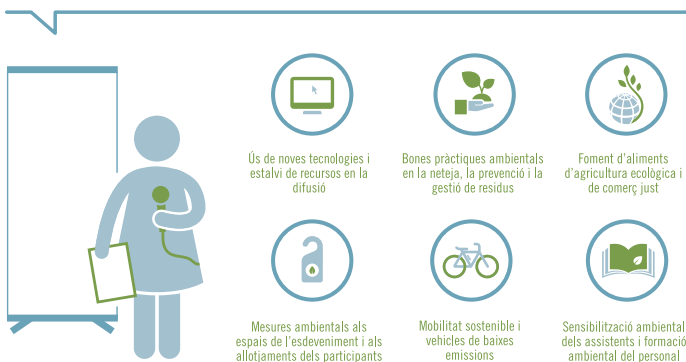 Ús de noves tecnologies i
estalvi de recursos en la
difusió
Bones pràctiques ambientals
en la neteja, la prevenció i la
gestió de residus
Foment d'aliments
d'agricultura ecològica i
de comerç just
Mesures ambientals als
espais de l'esdeveniment i als
allotjaments dels participants
Mobilitat sostenible i
vehicles de baixes
emissions
Sensibilització ambiental
dels assistents i formació
ambiental del personal